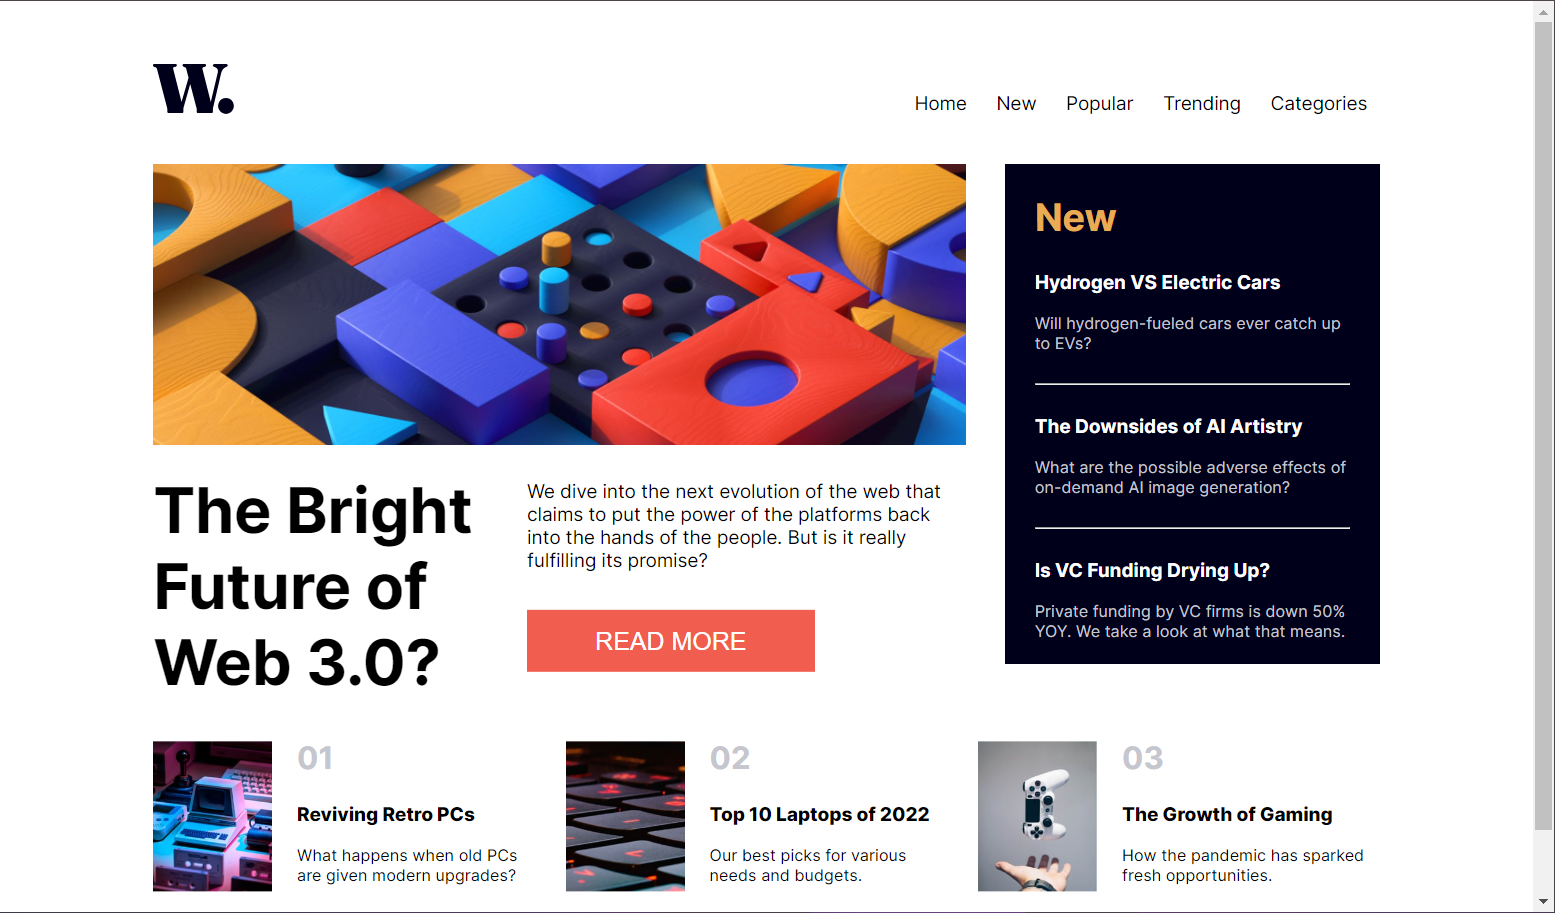 W.
Home New Popular Trending Categories
The Bright
Future of
Web 3.0?
We dive into the next evolution of the web that
claims to put the power of the platforms back
into the hands of the people. But is it really
fulfilling its promise?
READ MORE
New
Hydrogen VS Electric Cars
Will hydrogen-fueled cars ever catch up
to EVs?
The Downsides of AI Artistry
What are the possible adverse effects of
on-demand AI image generation?
Is VC Funding Drying Up?
Private funding by VC firms is down 50%
YOY. We take a look at what that means.
01
Reviving Retro PCs
What happens when old PCs
are given modern upgrades?
02
Top 10 Laptops of 2022
Our best picks for various
needs and budgets.
03
The Growth of Gaming
How the pandemic has sparked
fresh opportunities.